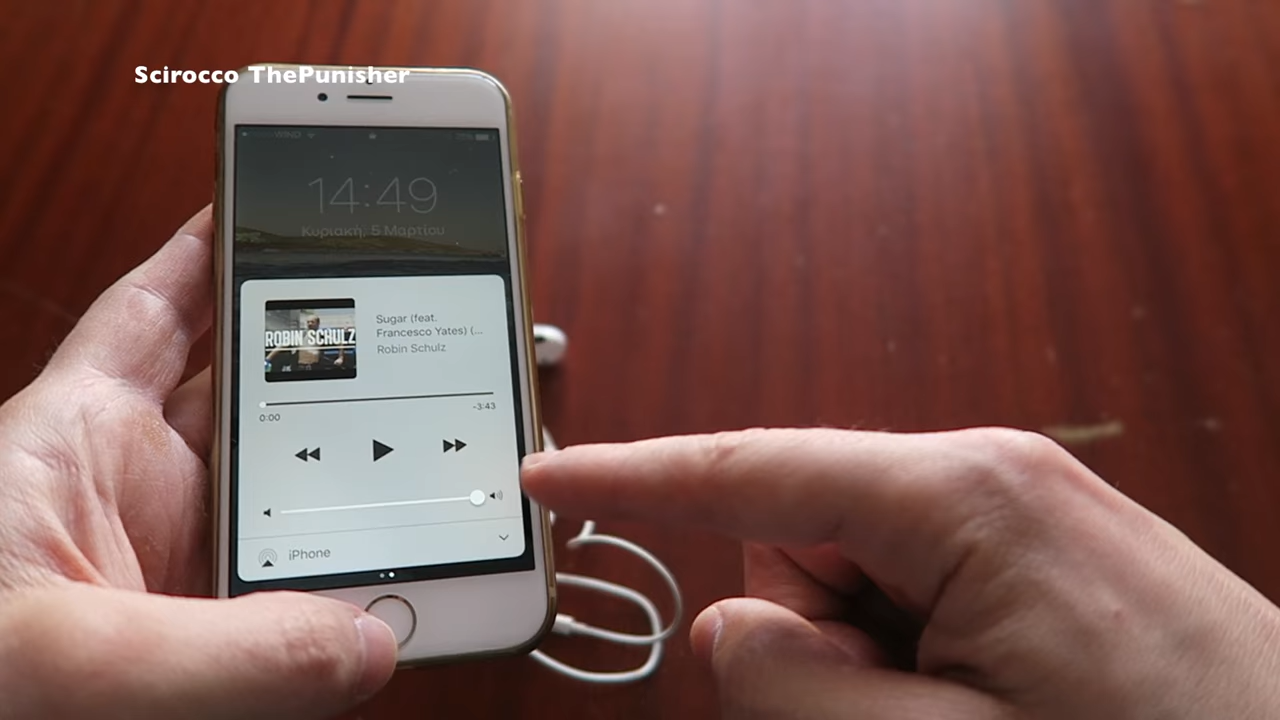 Scirocco ThePunisher
WIND
14:49
Κυριακή, 5 Μαρτίου
ROBIN SCHULZ
Sugar (feat.
Francesco Yates) (...
Robin Schulz
0:00
-3:43
iPhone